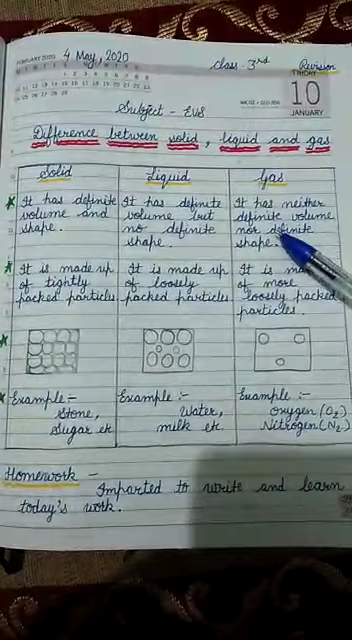 FEBRUARY 2020
4 May, 2020
Class - 3rd
Revision
FRIDAY
10
JANUARY
Subject - EVS
Difference between solid, liquid and gas
Solid
It has definite
volume and
shape.
It is made up
of tightly
packed particles
Example:-
Stone,
Sugar etc
Liquid
It has definite
volume but
no definite
shape.
It is made up
of loosely
packed particles
Example :-
Water,
milk etc
Gas
It has neither
definite volume
nor definite
shape.
It is
of more
loosely packed
particles.
Example :-
Oxygen (O₂)
Nitrogen (N₂)
Homework -
Imparted to write and learn
today's work.